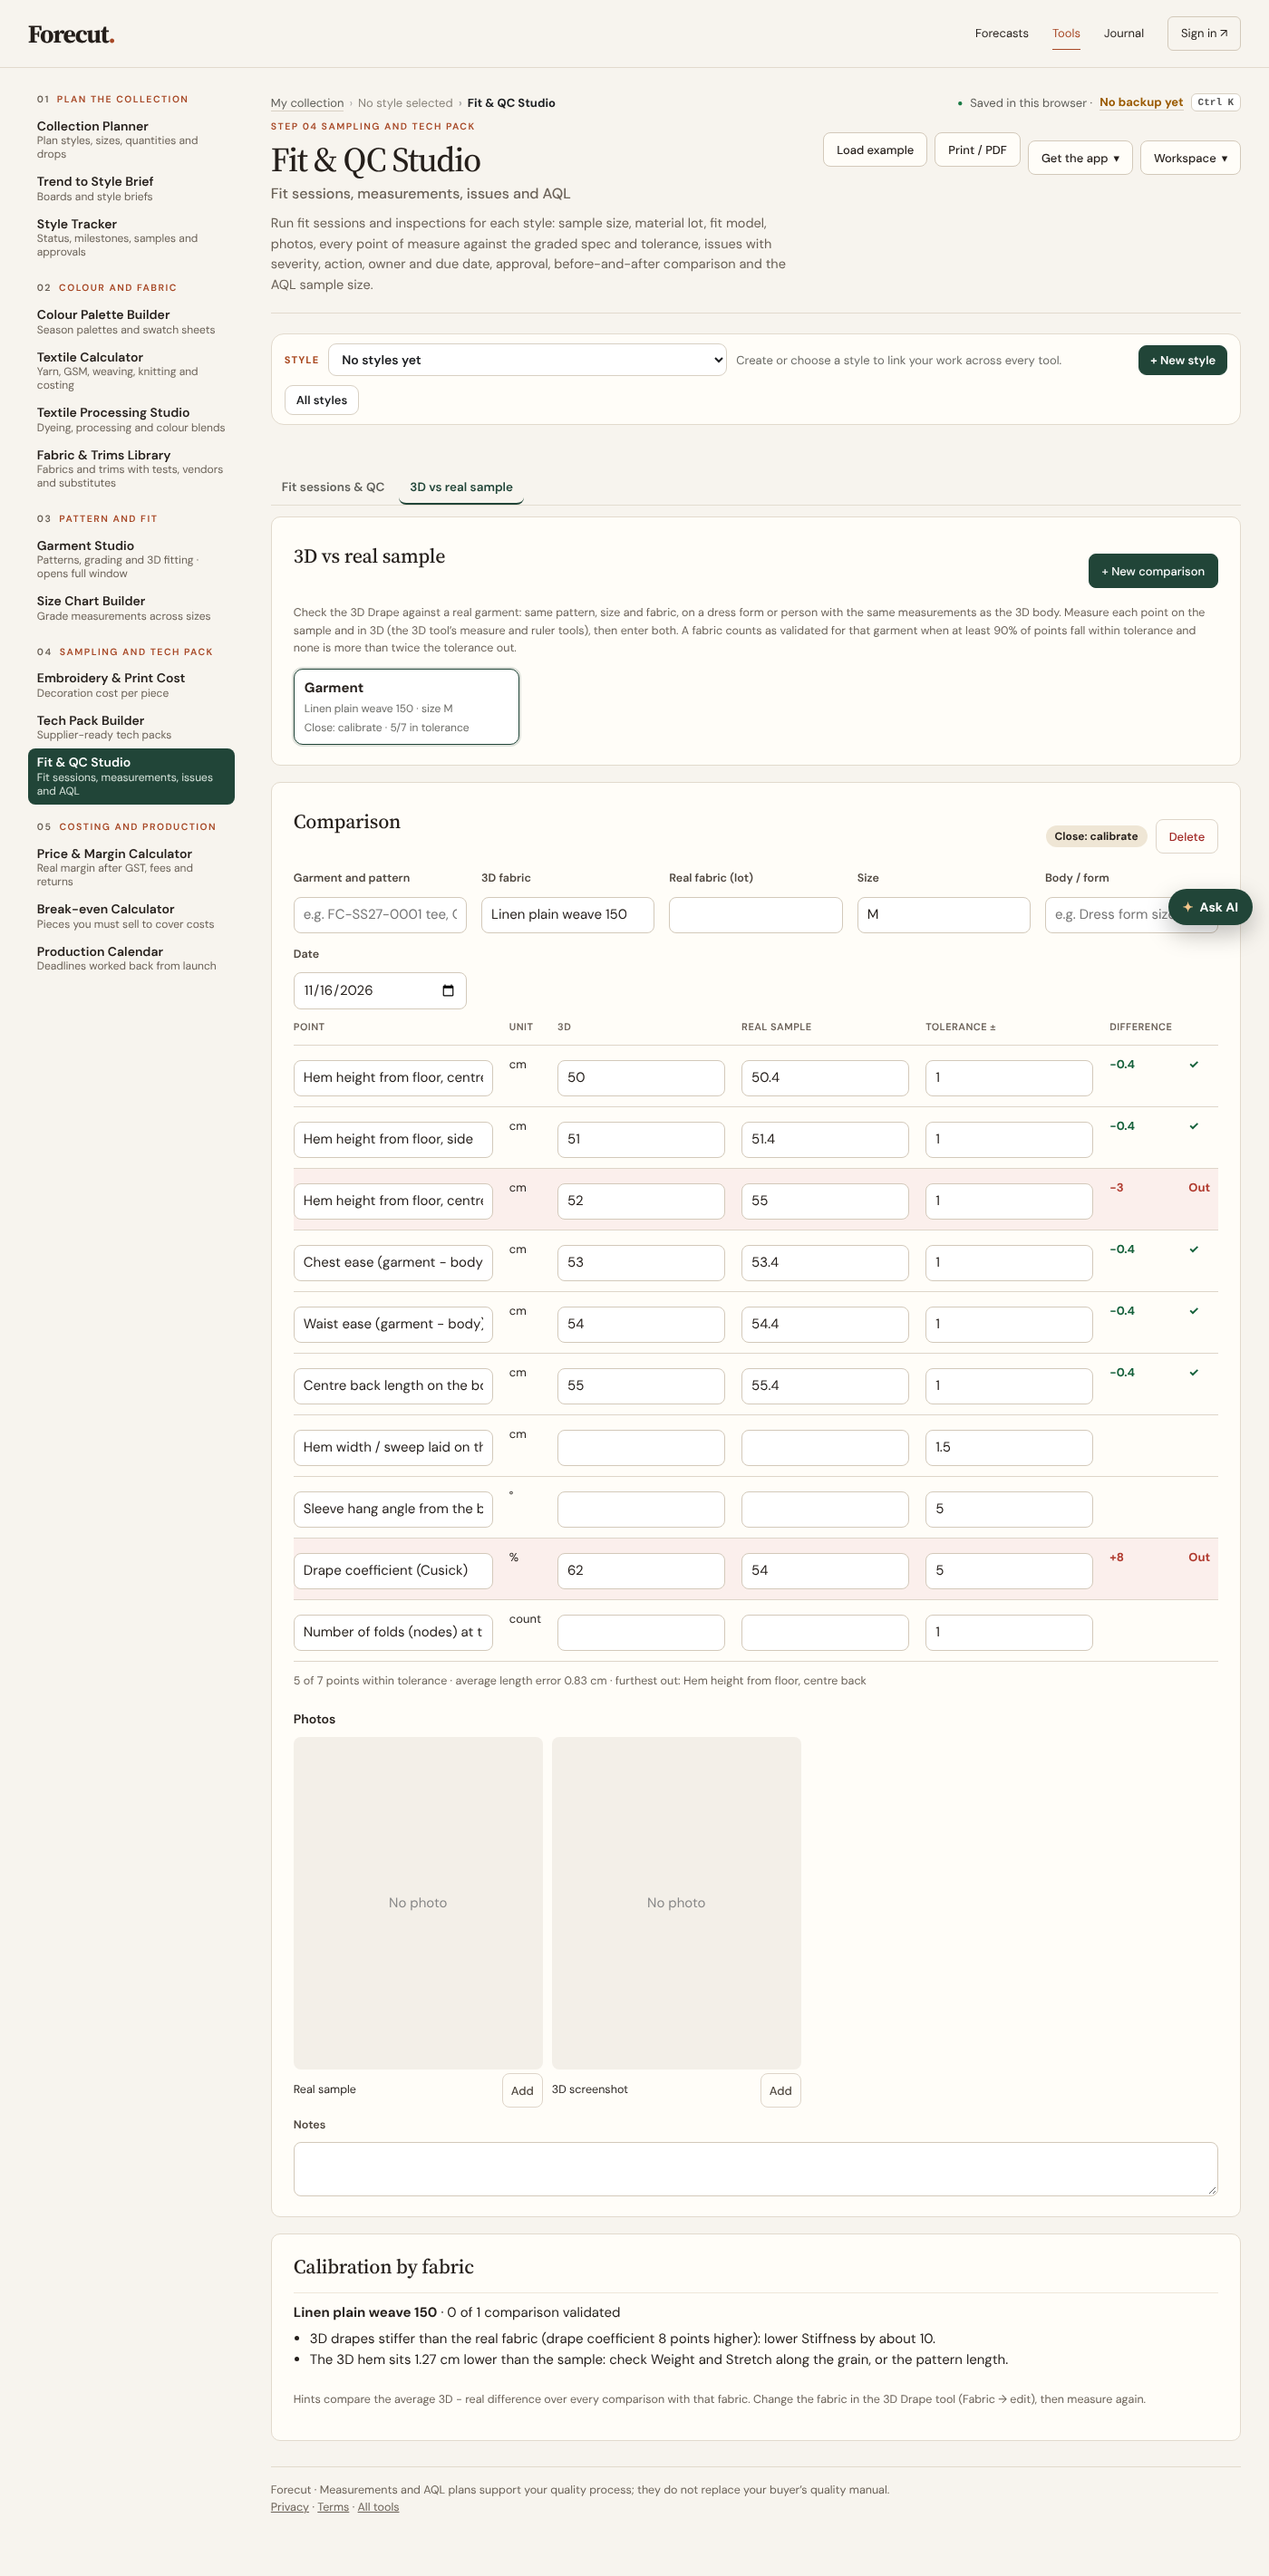 Forecut.
Forecasts
Tools
Journal
Sign in ↗
01 PLAN THE COLLECTION
Collection Planner
Plan styles, sizes, quantities and
drops
Trend to Style Brief
Boards and style briefs
Style Tracker
Status, milestones, samples and
approvals
02 COLOUR AND FABRIC
Colour Palette Builder
Season palettes and swatch sheets
Textile Calculator
Yarn, GSM, weaving, knitting and
costing
Textile Processing Studio
Dyeing, processing and colour blends
Fabric & Trims Library
Fabrics and trims with tests, vendors
and substitutes
03 PATTERN AND FIT
Garment Studio
Patterns, grading and 3D fitting ·
opens full window
Size Chart Builder
Grade measurements across sizes
04 SAMPLING AND TECH PACK
Embroidery & Print Cost
Decoration cost per piece
Tech Pack Builder
Supplier-ready tech packs
Fit & QC Studio
Fit sessions, measurements, issues
and AQL
05 COSTING AND PRODUCTION
Price & Margin Calculator
Real margin after GST, fees and
returns
Break-even Calculator
Pieces you must sell to cover costs
Production Calendar
Deadlines worked back from launch
My collection › No style selected › Fit & QC Studio
• Saved in this browser · No backup yet Ctrl K
STEP 04 SAMPLING AND TECH PACK
Fit & QC Studio
Load example
Print / PDF
Get the app ▾
Workspace ▾
Fit sessions, measurements, issues and AQL
Run fit sessions and inspections for each style: sample size, material lot, fit model,
photos, every point of measure against the graded spec and tolerance, issues with
severity, action, owner and due date, approval, before-and-after comparison and the
AQL sample size.
STYLE
No styles yet
Create or choose a style to link your work across every tool.
+ New style
All styles
Fit sessions & QC
3D vs real sample
3D vs real sample
+ New comparison
Check the 3D Drape against a real garment: same pattern, size and fabric, on a dress form or person with the same measurements as the 3D body. Measure each point on the
sample and in 3D (the 3D tool's measure and ruler tools), then enter both. A fabric counts as validated for that garment when at least 90% of points fall within tolerance and
none is more than twice the tolerance out.
Garment
Linen plain weave 150 · size M
Close: calibrate · 5/7 in tolerance
Comparison
Close: calibrate
Delete
Garment and pattern
3D fabric
Real fabric (lot)
Size
Body / form
e.g. FC-SS27-0001 tee, (
Linen plain weave 150
M
e.g. Dress form siz
✦ Ask AI
Date
11/16/2026
POINT UNIT 3D REAL SAMPLE TOLERANCE ± DIFFERENCE
Hem height from floor, centre cm 50 50.4 1 -0.4 ✓
Hem height from floor, side cm 51 51.4 1 -0.4 ✓
Hem height from floor, centre cm 52 55 1 -3 Out
Chest ease (garment - body cm 53 53.4 1 -0.4 ✓
Waist ease (garment - body) cm 54 54.4 1 -0.4 ✓
Centre back length on the bo cm 55 55.4 1 -0.4 ✓
Hem width / sweep laid on th cm 1.5
Sleeve hang angle from the b ° 5
Drape coefficient (Cusick) % 62 54 5 +8 Out
Number of folds (nodes) at t count 1
5 of 7 points within tolerance · average length error 0.83 cm · furthest out: Hem height from floor, centre back
Photos
No photo
No photo
Real sample
Add
3D screenshot
Add
Notes
Calibration by fabric
Linen plain weave 150 · 0 of 1 comparison validated
• 3D drapes stiffer than the real fabric (drape coefficient 8 points higher): lower Stiffness by about 10.
• The 3D hem sits 1.27 cm lower than the sample: check Weight and Stretch along the grain, or the pattern length.
Hints compare the average 3D - real difference over every comparison with that fabric. Change the fabric in the 3D Drape tool (Fabric → edit), then measure again.
Forecut · Measurements and AQL plans support your quality process; they do not replace your buyer's quality manual.
Privacy · Terms · All tools